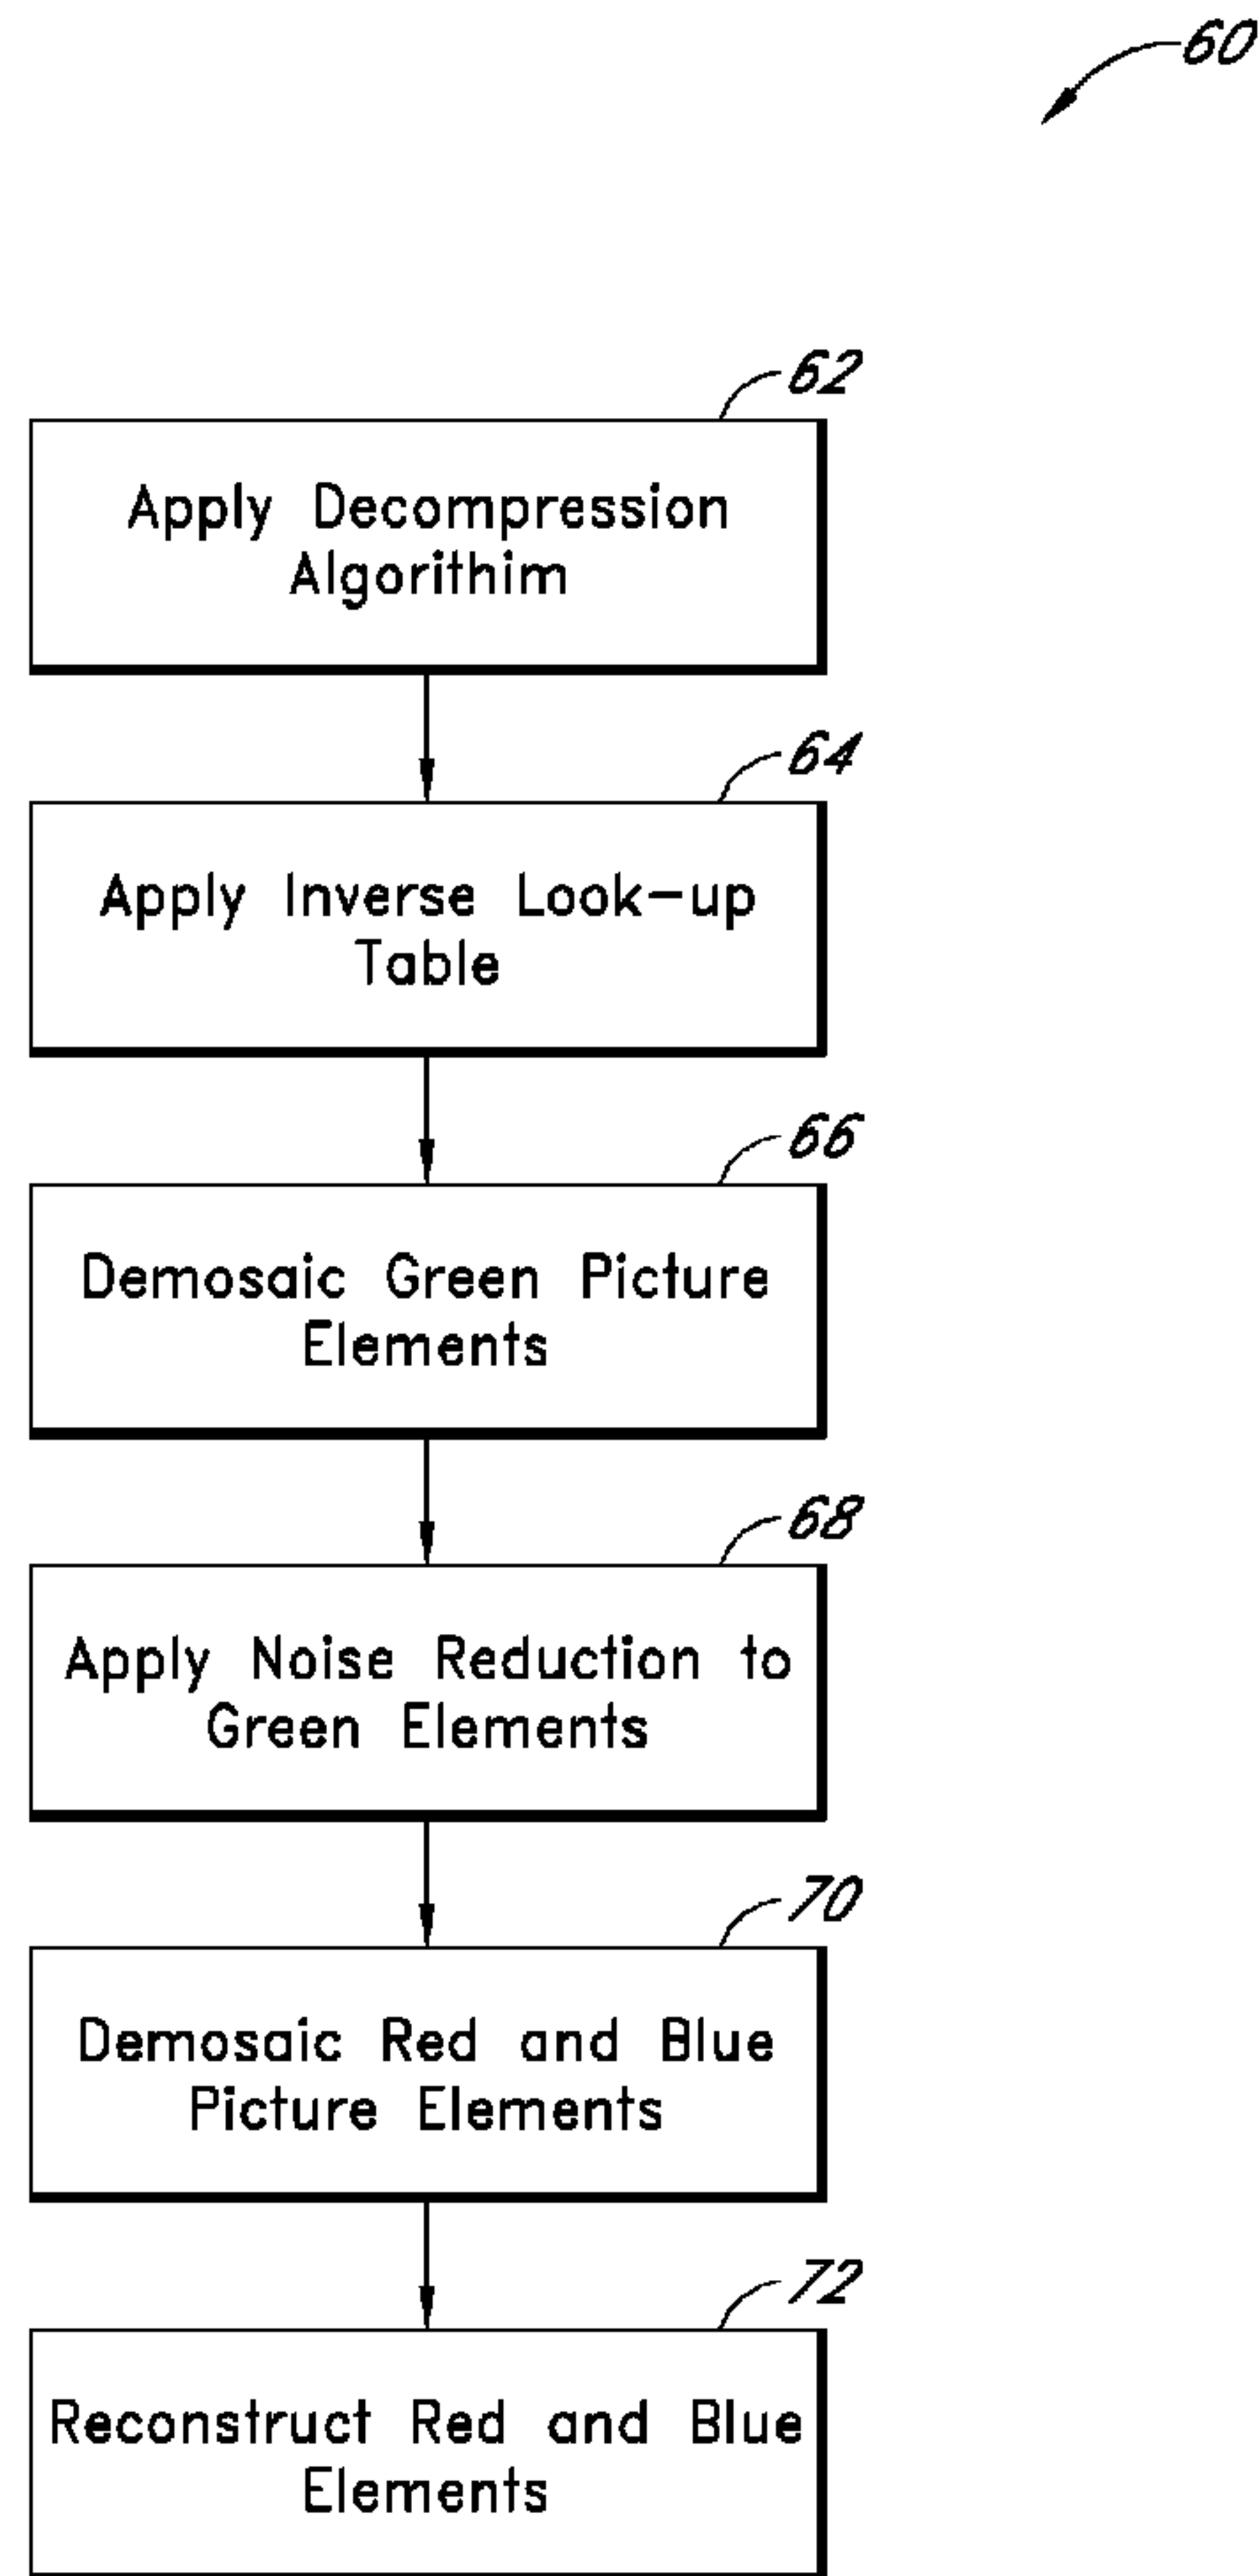 60
62
Apply Decompression
Algorithim
64
Apply Inverse Look-up
Table
66
Demosaic Green Picture
Elements
68
Apply Noise Reduction to
Green Elements
70
Demosaic Red and Blue
Picture Elements
72
Reconstruct Red and Blue
Elements